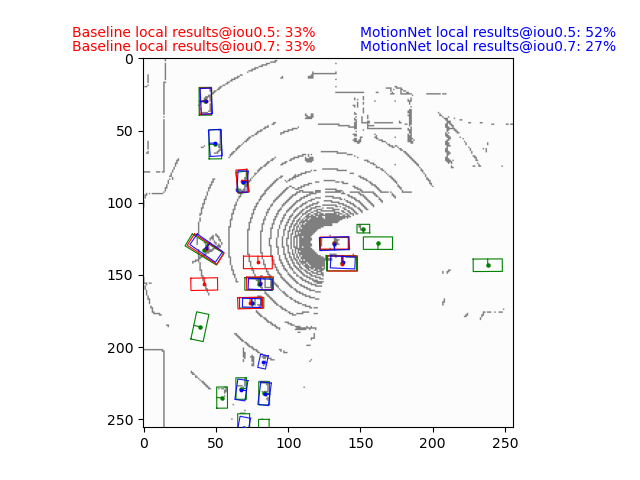 Baseline local results@iou0.5: 33% MotionNet local results@iou0.5: 52%
Baseline local results@iou0.7: 33% MotionNet local results@iou0.7: 27%
0
50
100
150
200
250
0 50 100 150 200 250